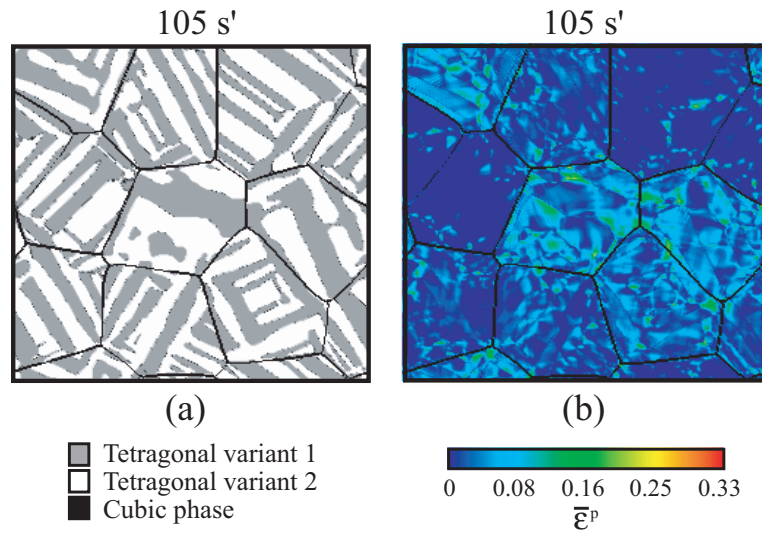 105 s'
105 s'
(a)
(b)
Tetragonal variant 1
Tetragonal variant 2
Cubic phase
0 0.08 0.16 0.25 0.33
ε̅ᵖ